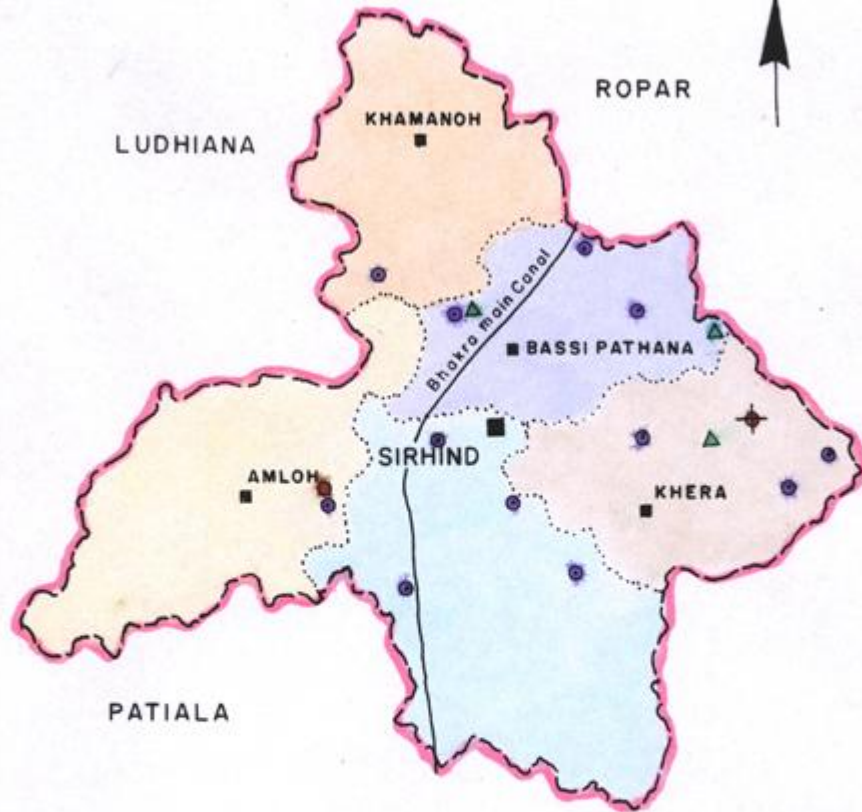 ROPAR
KHAMANOH
LUDHIANA
Bhakra main Canal
BASSI PATHANA
SIRHIND
AMLOH
KHERA
PATIALA